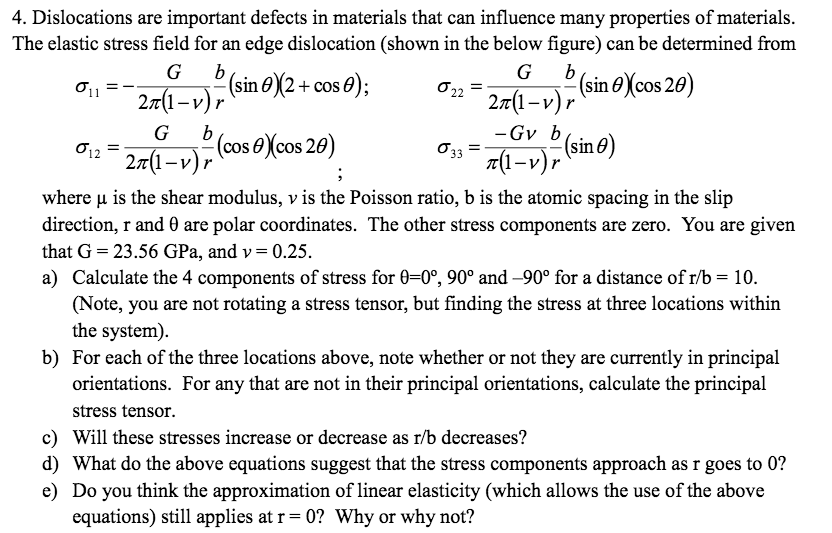 4. Dislocations are important defects in materials that can influence many properties of materials.
The elastic stress field for an edge dislocation (shown in the below figure) can be determined from
σ₁₁ = − G/(2π(1−ν)) b/r (sin θ)(2 + cos θ); σ₂₂ = G/(2π(1−ν)) b/r (sin θ)(cos 2θ)
σ₁₂ = G/(2π(1−ν)) b/r (cos θ)(cos 2θ) ; σ₃₃ = −Gν/(π(1−ν)) b/r (sin θ)
where μ is the shear modulus, ν is the Poisson ratio, b is the atomic spacing in the slip
direction, r and θ are polar coordinates. The other stress components are zero. You are given
that G = 23.56 GPa, and ν = 0.25.
a) Calculate the 4 components of stress for θ=0º, 90º and –90º for a distance of r/b = 10.
(Note, you are not rotating a stress tensor, but finding the stress at three locations within
the system).
b) For each of the three locations above, note whether or not they are currently in principal
orientations. For any that are not in their principal orientations, calculate the principal
stress tensor.
c) Will these stresses increase or decrease as r/b decreases?
d) What do the above equations suggest that the stress components approach as r goes to 0?
e) Do you think the approximation of linear elasticity (which allows the use of the above
equations) still applies at r = 0? Why or why not?